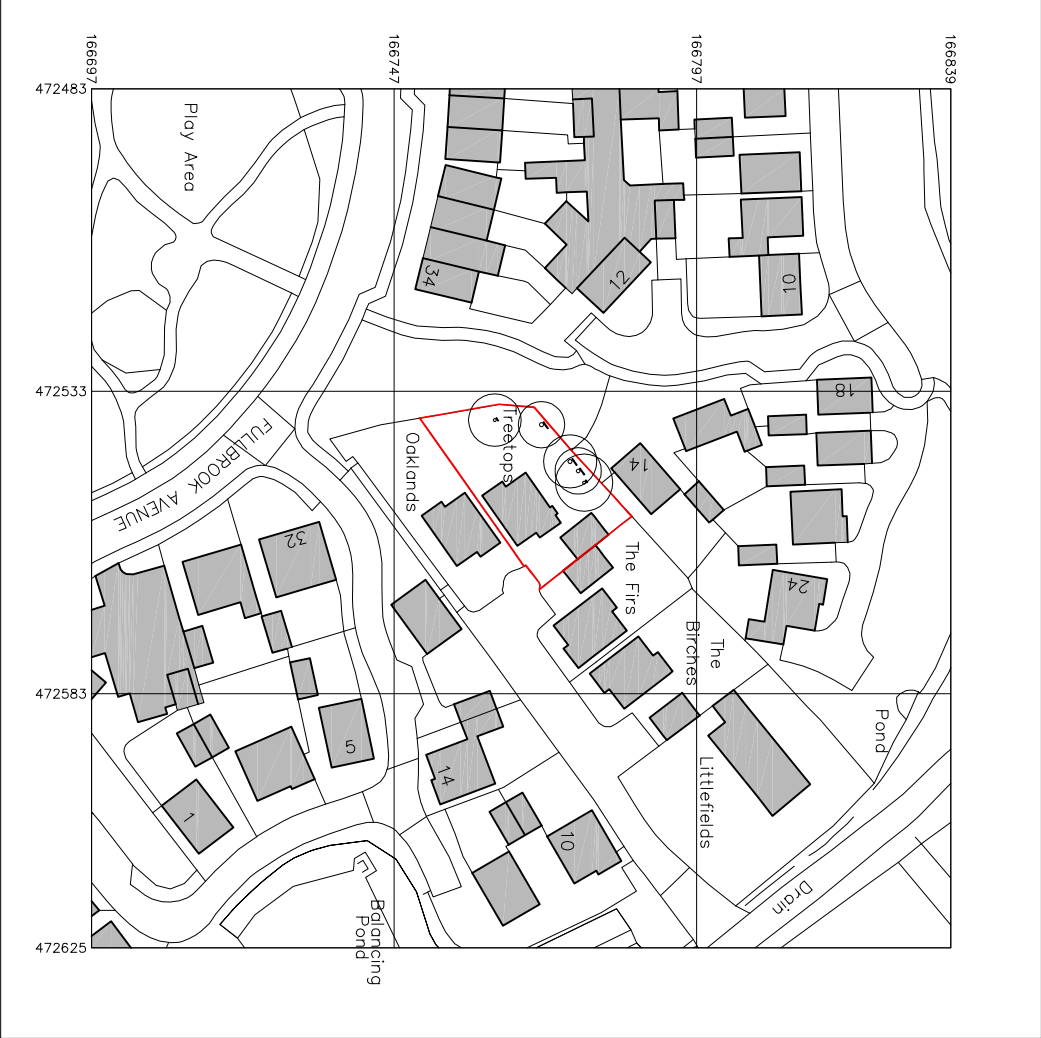 166697
166747
166797
166839
472483
472533
472583
472625
Play Area
34
12
10
18
FULLBROOK AVENUE
Oaklands
Treetops
14
32
The Firs
24
The
Birches
Pond
5
14
1
10
Littlefields
Drain
Balancing
Pond